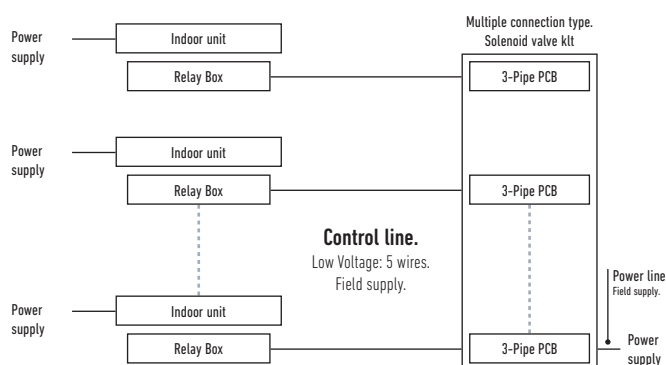 Multiple connection type.
Solenoid valve klt
Power
supply
Indoor unit
Relay Box
3-Pipe PCB
Power
supply
Indoor unit
Relay Box
3-Pipe PCB
Control line.
Low Voltage: 5 wires.
Field supply.
Power line
Field supply.
Power
supply
Indoor unit
Relay Box
3-Pipe PCB
Power
supply